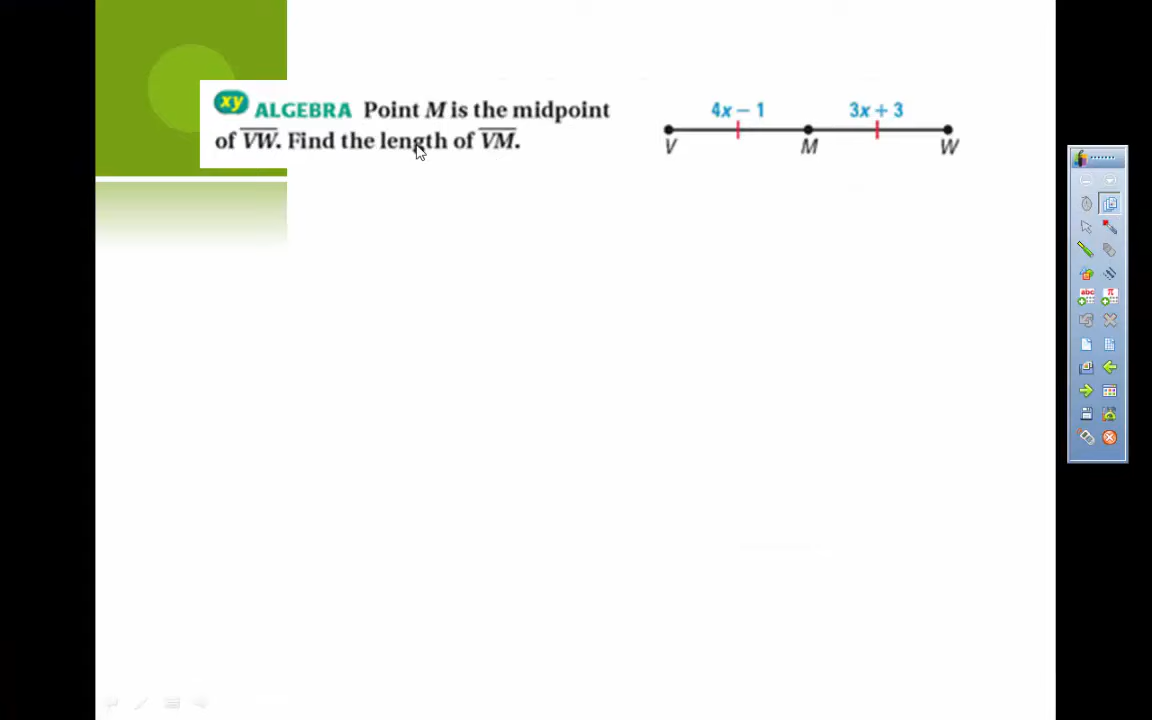 xy ALGEBRA Point M is the midpoint
of VW. Find the length of VM.
4x − 1 3x + 3
V M W